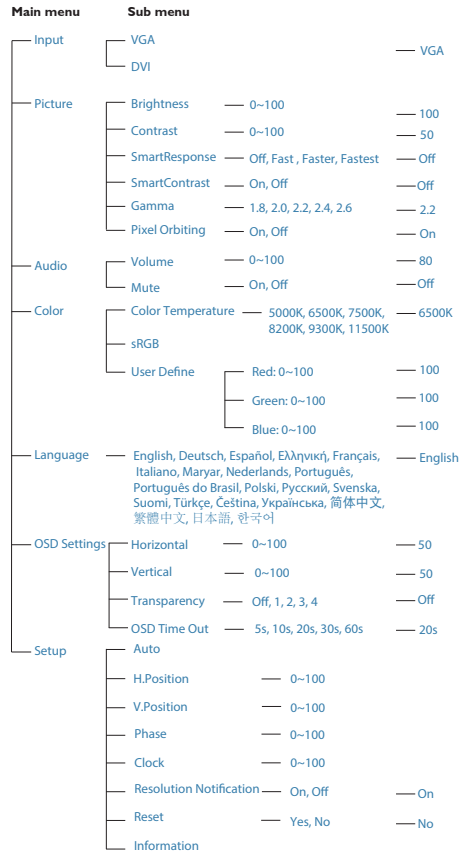 Main menu Sub menu
Input VGA VGA
DVI
Picture Brightness 0~100 100
Contrast 0~100 50
SmartResponse Off, Fast , Faster, Fastest Off
SmartContrast On, Off Off
Gamma 1.8, 2.0, 2.2, 2.4, 2.6 2.2
Pixel Orbiting On, Off On
Audio Volume 0~100 80
Mute On, Off Off
Color Color Temperature 5000K, 6500K, 7500K, 6500K
8200K, 9300K, 11500K
sRGB
User Define Red: 0~100 100
Green: 0~100 100
Blue: 0~100 100
Language English, Deutsch, Español, Ελληνική, Français, English
Italiano, Maryar, Nederlands, Português,
Português do Brasil, Polski, Русский, Svenska,
Suomi, Türkçe, Čeština, Українська, 简体中文,
繁體中文, 日本語, 한국어
OSD Settings Horizontal 0~100 50
Vertical 0~100 50
Transparency Off, 1, 2, 3, 4 Off
OSD Time Out 5s, 10s, 20s, 30s, 60s 20s
Setup Auto
H.Position 0~100
V.Position 0~100
Phase 0~100
Clock 0~100
Resolution Notification On, Off On
Reset Yes, No No
Information